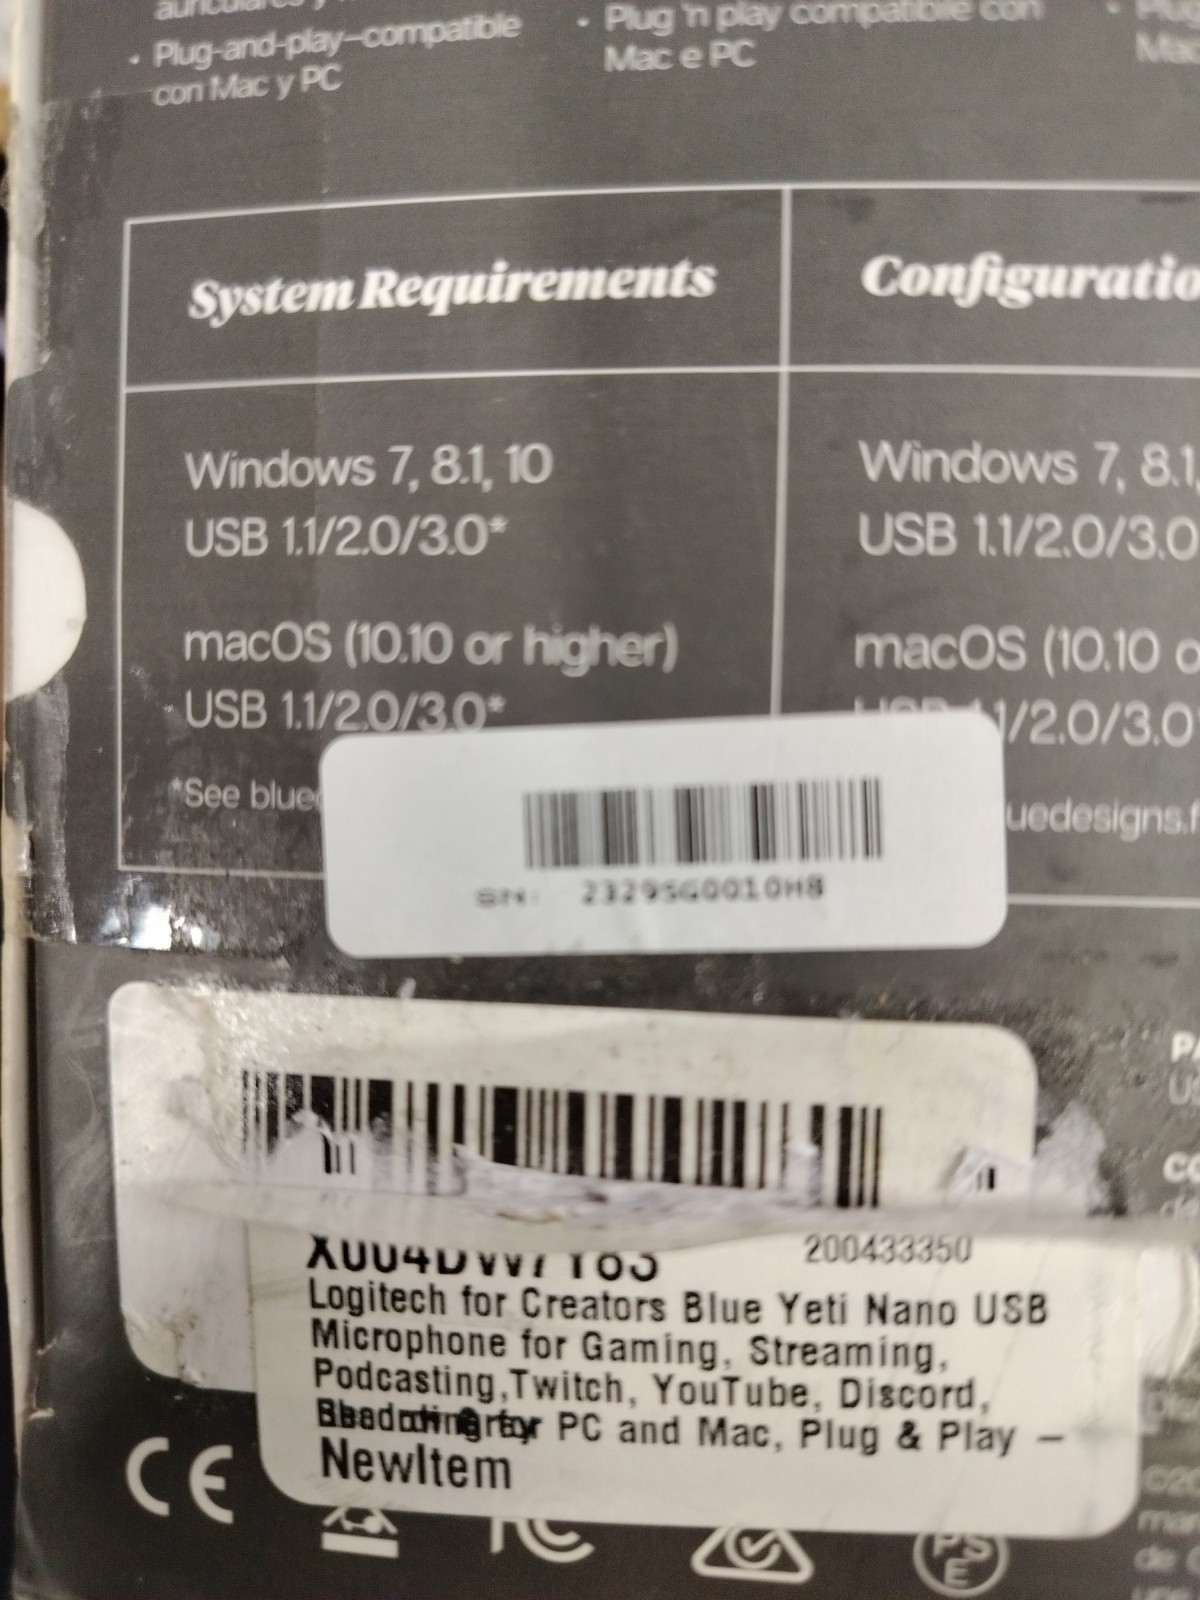 • Plug-and-play–compatible
con Mac y PC
• Plug 'n play compatibile con
Mac e PC
System Requirements
Windows 7, 8.1, 10
USB 1.1/2.0/3.0*
macOS (10.10 or higher)
USB 1.1/2.0/3.0*
*See
Windows 7, 8.1,
USB 1.1/2.0/3.0
macOS (10.10
1/2.0/3.0
SN: 2329SG0010H8
200433350
Logitech for Creators Blue Yeti Nano USB
Microphone for Gaming, Streaming,
Podcasting,Twitch, YouTube, Discord,
PC and Mac, Plug & Play –
NewItem
CE
FC
PSE